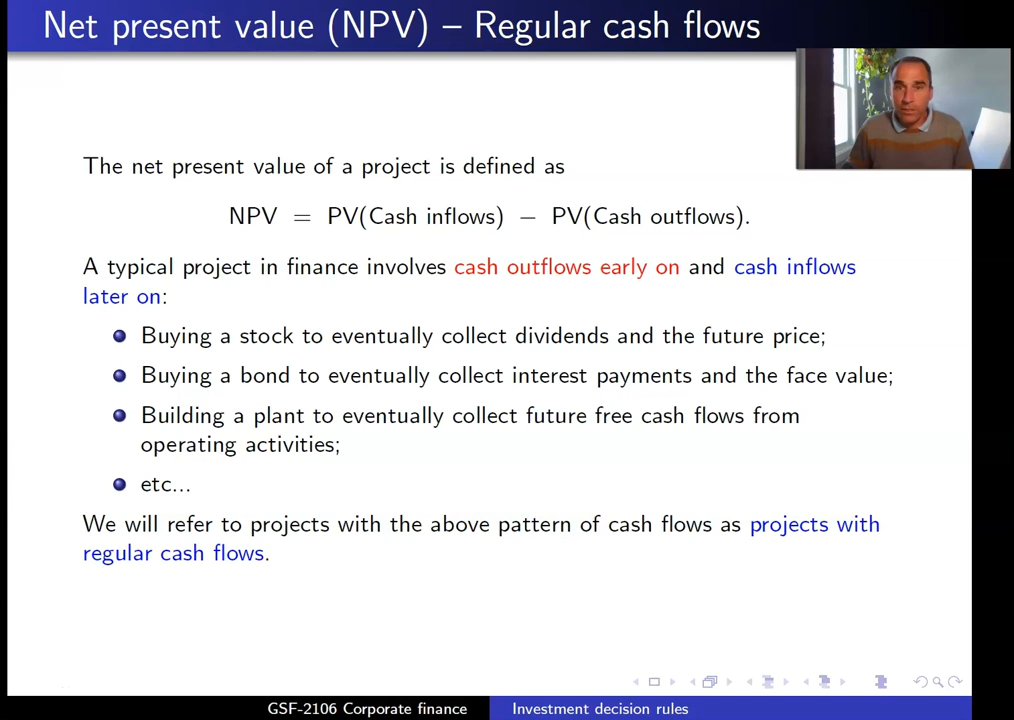 Net present value (NPV) – Regular cash flows
The net present value of a project is defined as
NPV = PV(Cash inflows) − PV(Cash outflows).
A typical project in finance involves cash outflows early on and cash inflows
later on:
Buying a stock to eventually collect dividends and the future price;
Buying a bond to eventually collect interest payments and the face value;
Building a plant to eventually collect future free cash flows from
operating activities;
etc...
We will refer to projects with the above pattern of cash flows as projects with
regular cash flows.
GSF-2106 Corporate finance
Investment decision rules